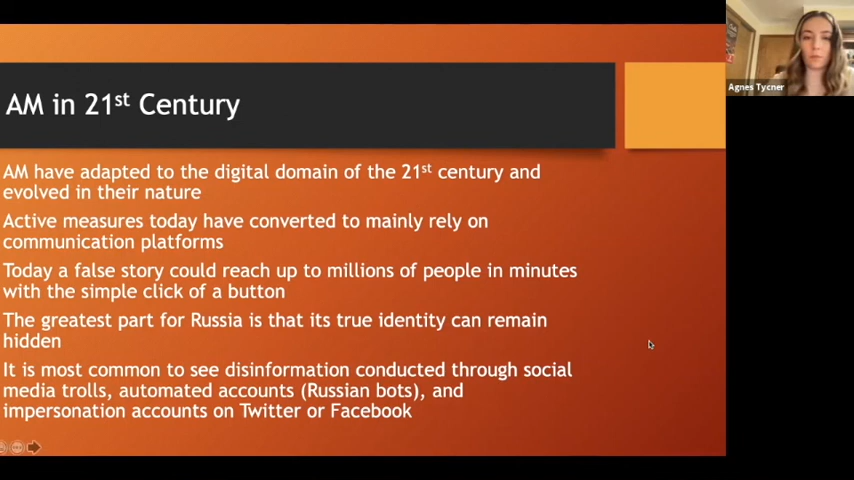 AM in 21st Century
AM have adapted to the digital domain of the 21st century and
evolved in their nature
Active measures today have converted to mainly rely on
communication platforms
Today a false story could reach up to millions of people in minutes
with the simple click of a button
The greatest part for Russia is that its true identity can remain
hidden
It is most common to see disinformation conducted through social
media trolls, automated accounts (Russian bots), and
impersonation accounts on Twitter or Facebook
Agnes Tycner